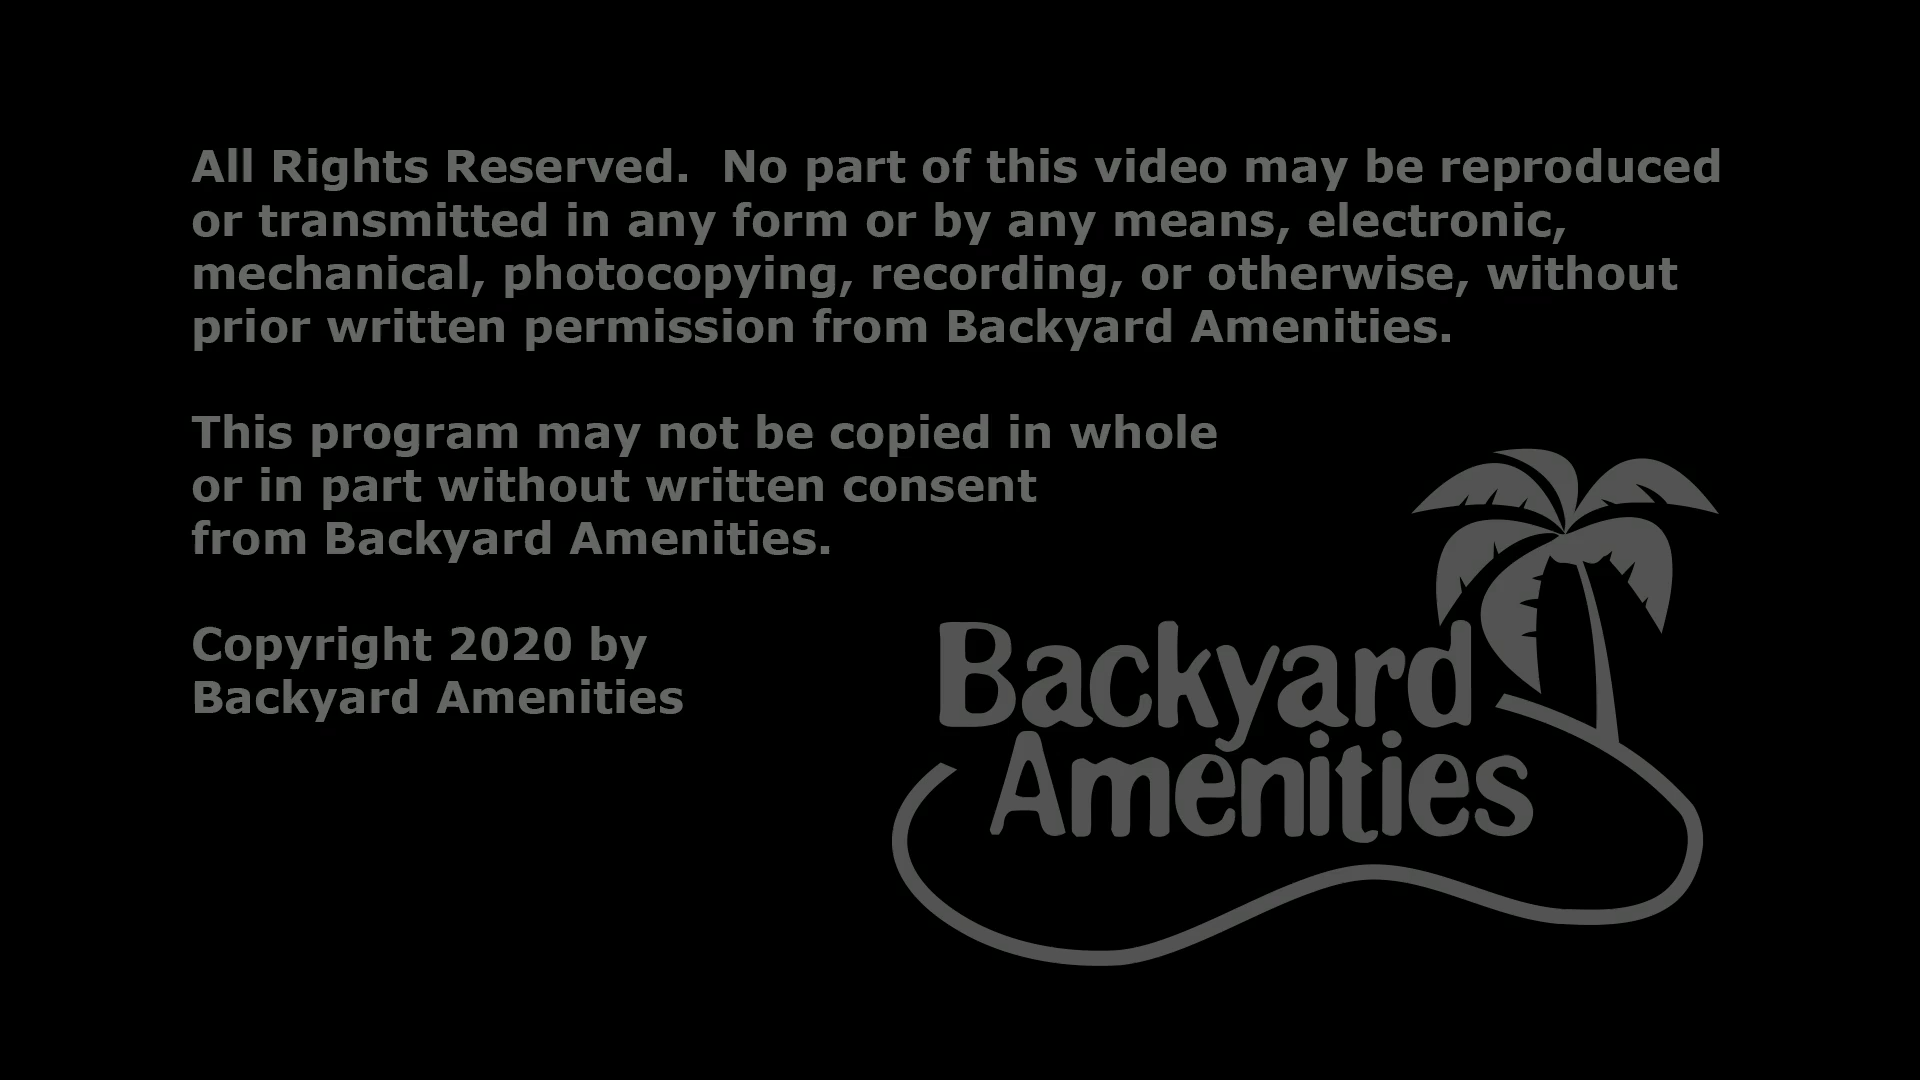 All Rights Reserved.  No part of this video may be reproduced
or transmitted in any form or by any means, electronic,
mechanical, photocopying, recording, or otherwise, without
prior written permission from Backyard Amenities.
This program may not be copied in whole
or in part without written consent
from Backyard Amenities.
Copyright 2020 by
Backyard Amenities
Backyard
Amenities